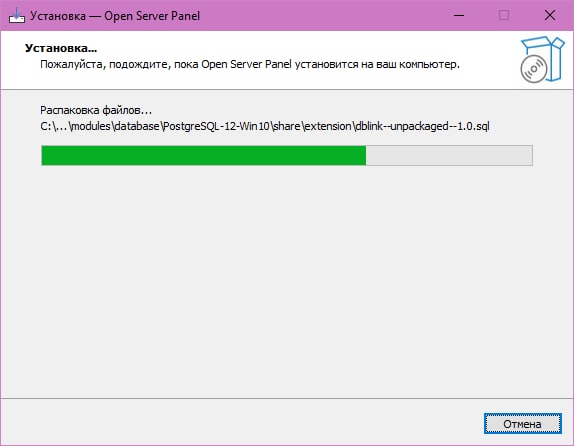 Установка — Open Server Panel
Установка...
Пожалуйста, подождите, пока Open Server Panel установится на ваш компьютер.
Распаковка файлов...
C:\...\modules\database\PostgreSQL-12-Win10\share\extension\dblink--unpackaged--1.0.sql
Отмена